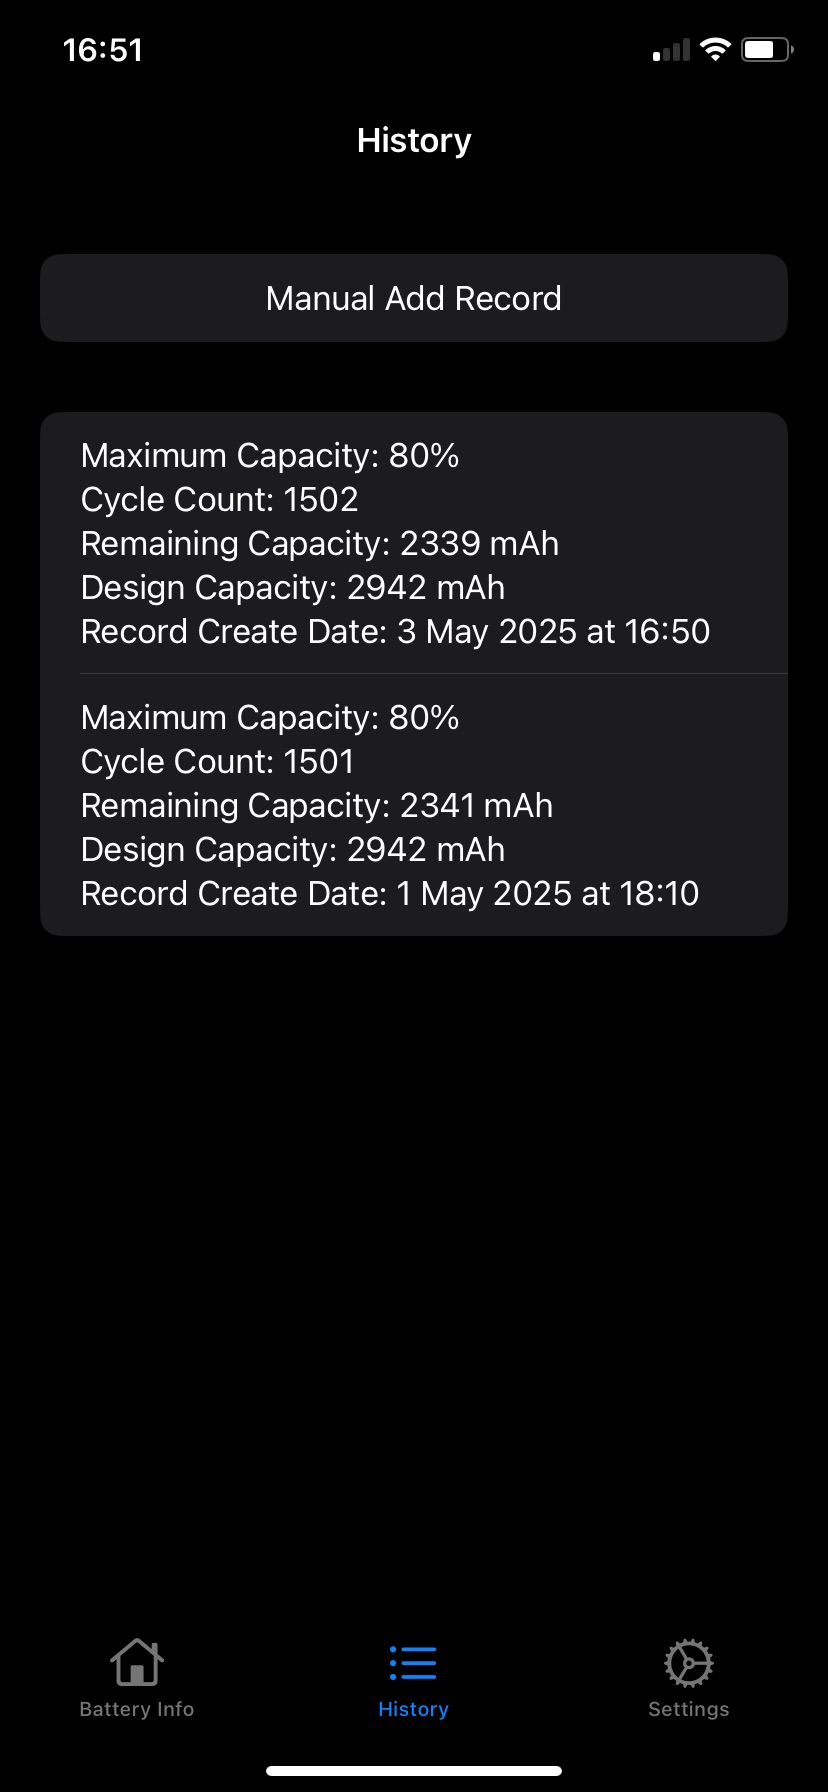 16:51
History
Manual Add Record
Maximum Capacity: 80%
Cycle Count: 1502
Remaining Capacity: 2339 mAh
Design Capacity: 2942 mAh
Record Create Date: 3 May 2025 at 16:50
Maximum Capacity: 80%
Cycle Count: 1501
Remaining Capacity: 2341 mAh
Design Capacity: 2942 mAh
Record Create Date: 1 May 2025 at 18:10
Battery Info
History
Settings